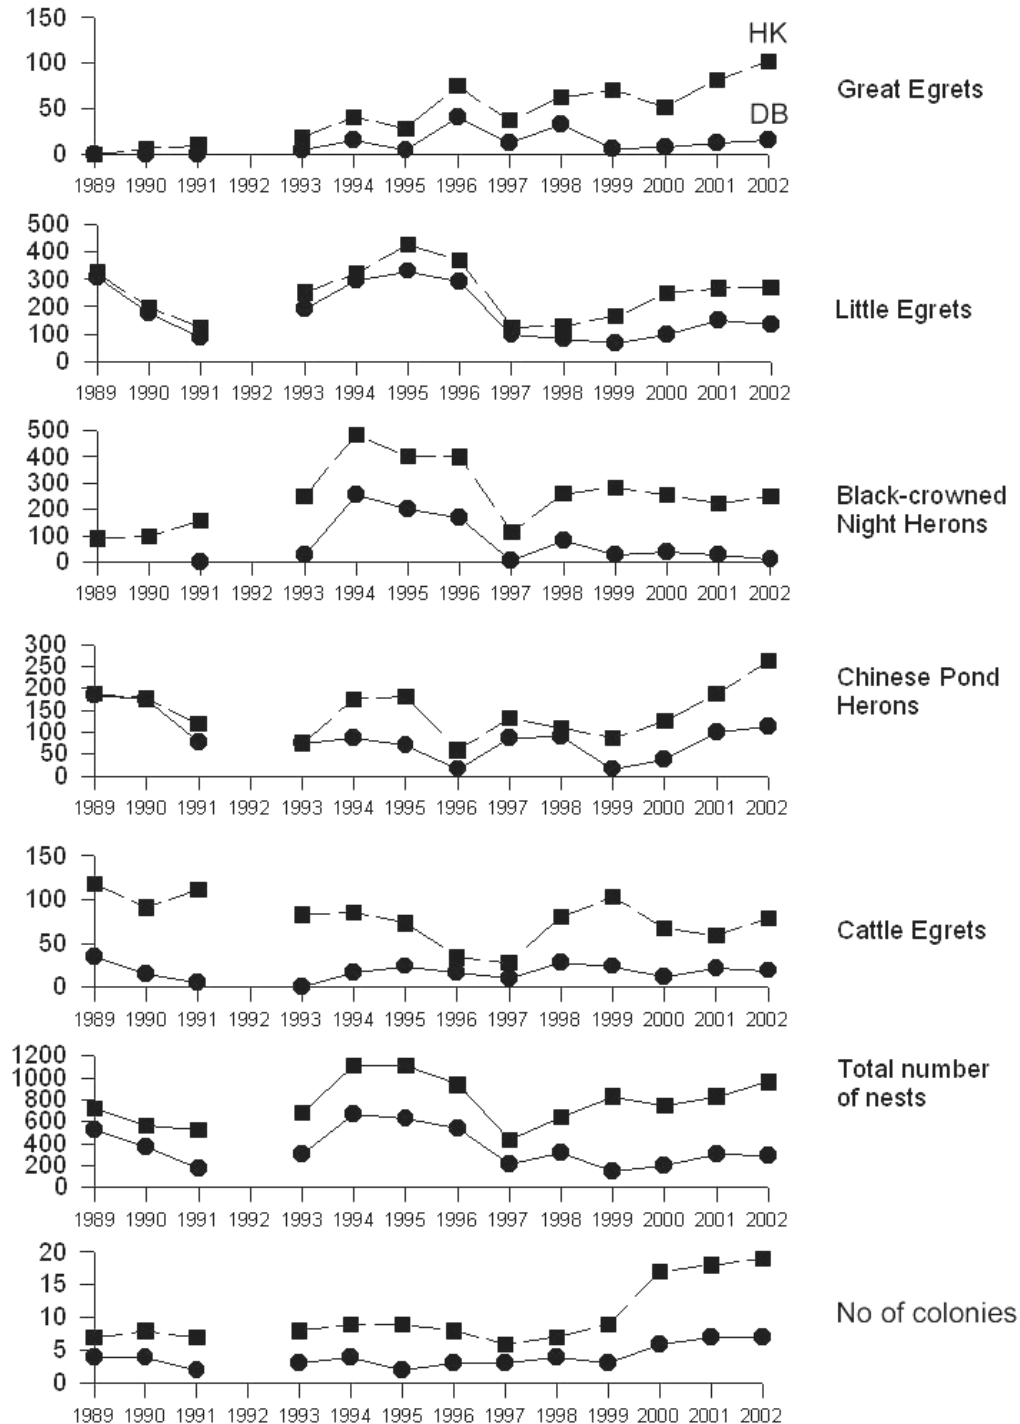 150
HK
100
Great Egrets
50
DB
0
1989 1990 1991 1992 1993 1994 1995 1996 1997 1998 1999 2000 2001 2002
500
400
300
Little Egrets
200
100
0
1989 1990 1991 1992 1993 1994 1995 1996 1997 1998 1999 2000 2001 2002
500
400
300
Black-crowned
Night Herons
200
100
0
1989 1990 1991 1992 1993 1994 1995 1996 1997 1998 1999 2000 2001 2002
300
250
Chinese Pond
Herons
200
150
100
50
0
1989 1990 1991 1992 1993 1994 1995 1996 1997 1998 1999 2000 2001 2002
150
100
Cattle Egrets
50
0
1989 1990 1991 1992 1993 1994 1995 1996 1997 1998 1999 2000 2001 2002
1200
Total number
of nests
1000
800
600
400
200
0
1989 1990 1991 1992 1993 1994 1995 1996 1997 1998 1999 2000 2001 2002
20
15
No of colonies
10
5
0
1989 1990 1991 1992 1993 1994 1995 1996 1997 1998 1999 2000 2001 2002